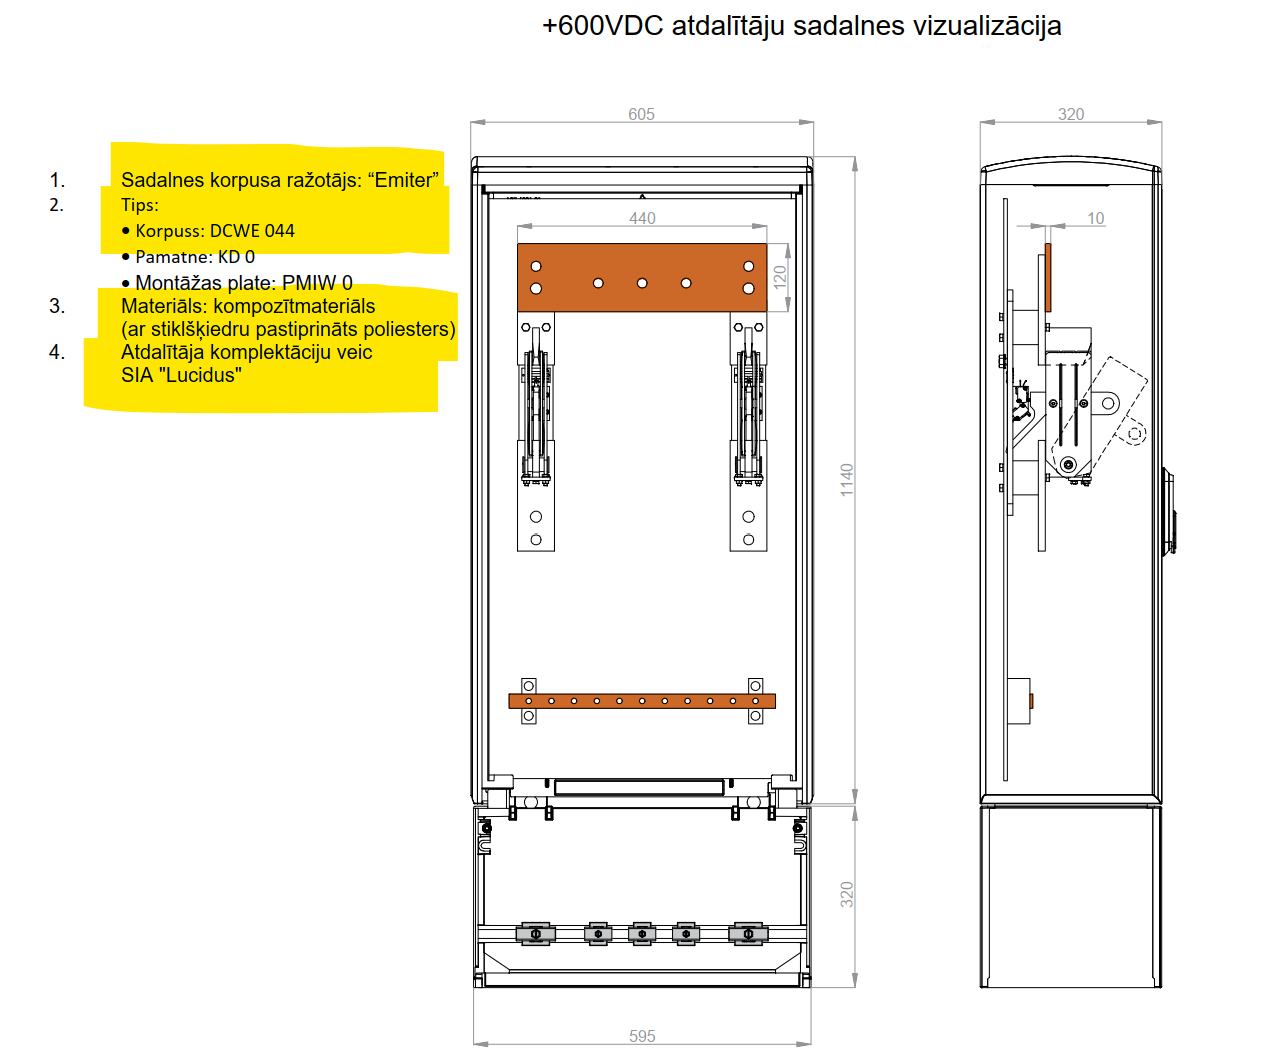 +600VDC atdalītāju sadalnes vizualizācija
605
320
1. Sadalnes korpusa ražotājs: “Emiter”
2. Tips:
• Korpuss: DCWE 044
• Pamatne: KD 0
• Montāžas plate: PMIW 0
3. Materiāls: kompozītmateriāls
(ar stiklšķiedru pastiprināts poliesters)
4. Atdalītāja komplektāciju veic
SIA "Lucidus"
440
10
120
1140
320
595